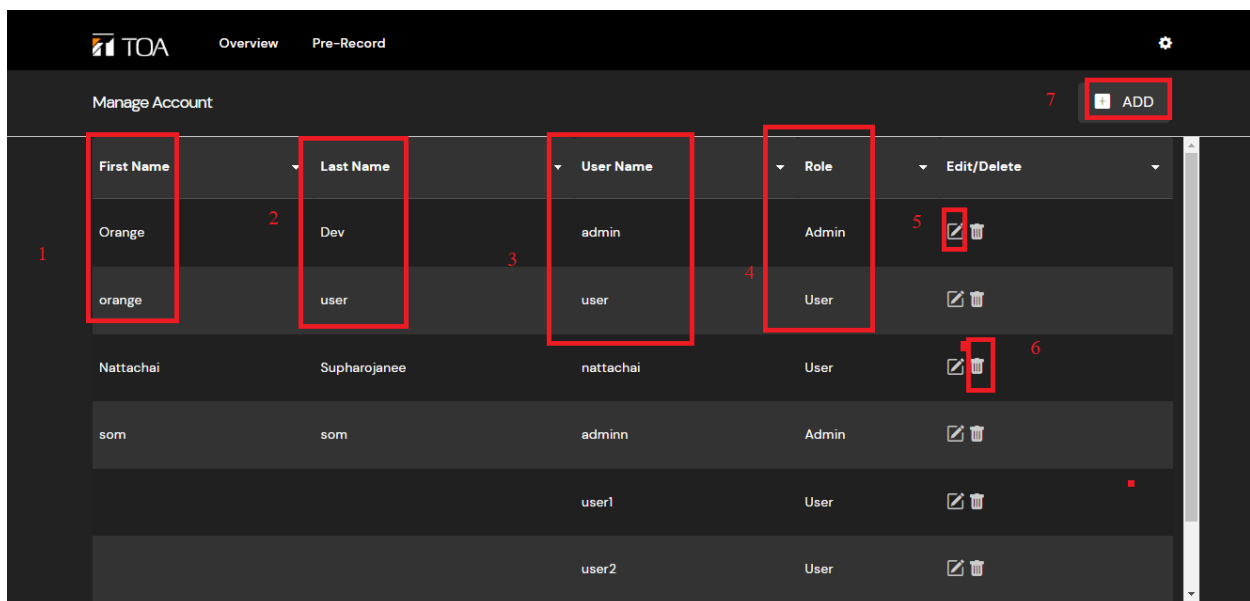 TOA Overview Pre-Record
Manage Account 7 ADD
First Name Last Name User Name Role Edit/Delete
Orange 2 Dev admin Admin 5
1 3
4
orange user user User
6
Nattachai Supharojanee nattachai User
som som adminn Admin
user1 User
user2 User